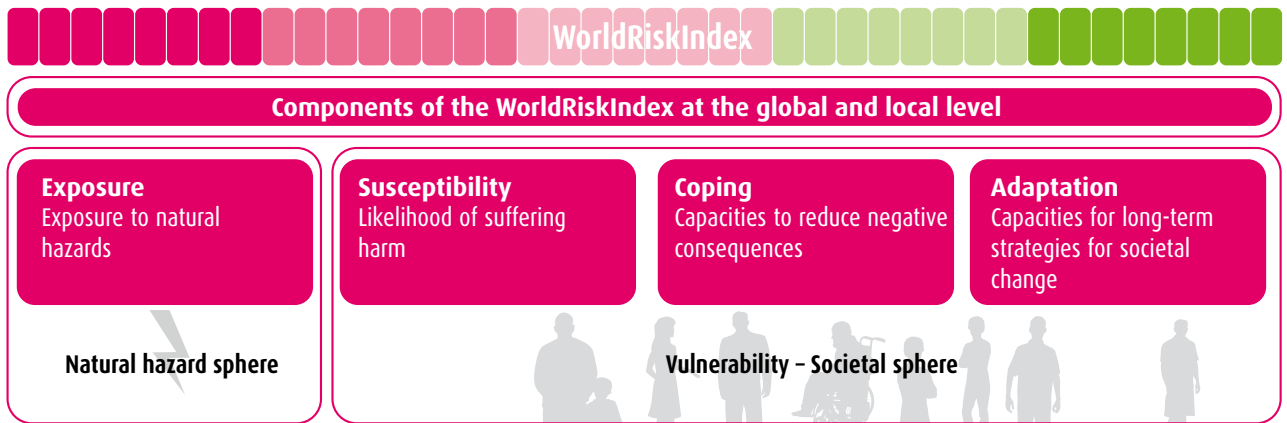 WorldRiskIndex
Components of the WorldRiskIndex at the global and local level
Exposure
Exposure to natural
hazards
Susceptibility
Likelihood of suffering
harm
Coping
Capacities to reduce negative
consequences
Adaptation
Capacities for long-term
strategies for societal
change
Natural hazard sphere
Vulnerability – Societal sphere